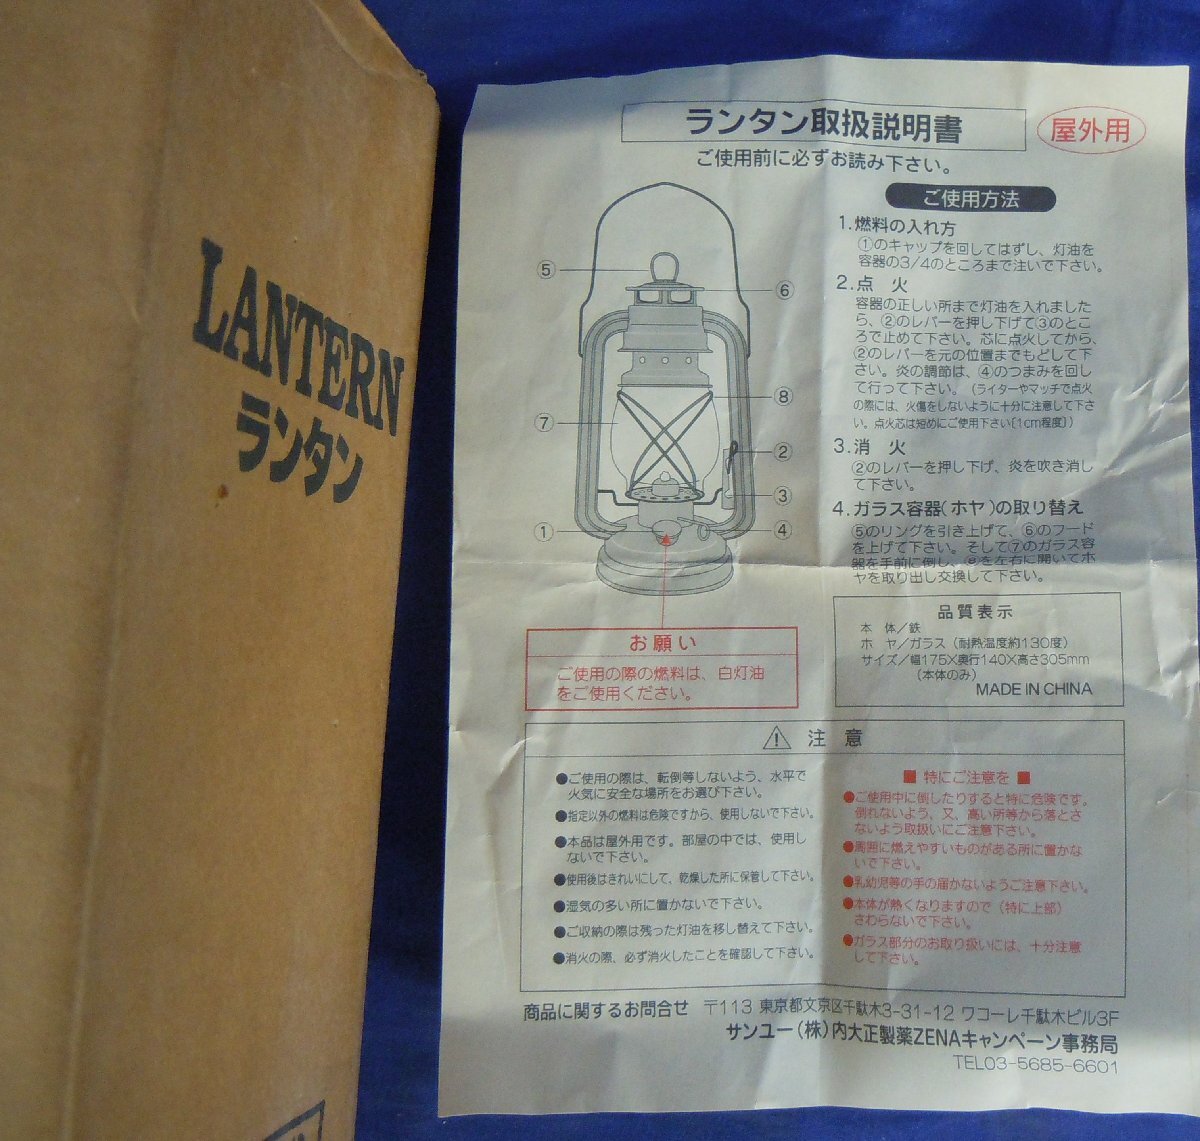 LANTERN
ランタン
ランタン取扱説明書
屋外用
ご使用前に必ずお読み下さい。
ご使用方法
1.燃料の入れ方
①のキャップを回してはずし、灯油を
容器の3/4のところまで注いで下さい。
2.点 火
容器の正しい所まで灯油を入れました
ら、②のレバーを押し下げて③のとこ
ろで止めて下さい。芯に点火してから、
②のレバーを元の位置までもどして下
さい。炎の調節は、④のつまみを回し
て行って下さい。(ライターやマッチで点火
の際には、火傷をしないように十分に注意して下さ
い。点火芯は短めにご使用下さい[1cm程度])
3.消 火
②のレバーを押し下げ、炎を吹き消し
て下さい。
4.ガラス容器(ホヤ)の取り替え
⑤のリングを引き上げて、⑥のフード
を上げて下さい。そして⑦のガラス容
器を手前に倒し、⑧を左右に開いてホ
ヤを取り出し交換して下さい。
⑤
⑥
⑧
⑦
②
③
①
④
お願い
ご使用の際の燃料は、白灯油
をご使用ください。
品質表示
本 体/鉄
ホ ヤ/ガラス(耐熱温度約130度)
サイズ/幅175×奥行140×高さ305mm
(本体のみ)
MADE IN CHINA
注 意
●ご使用の際は、転倒等しないよう、水平で
火気に安全な場所をお選び下さい。
●指定以外の燃料は危険ですから、使用しないで下さい。
●本品は屋外用です。部屋の中では、使用し
ないで下さい。
●使用後はきれいにして、乾燥した所に保管して下さい。
●湿気の多い所に置かないで下さい。
●ご収納の際は残った灯油を移し替えて下さい。
●消火の際、必ず消火したことを確認して下さい。
■ 特にご注意を ■
●ご使用中に倒したりすると特に危険です。
倒れないよう、又、高い所等から落とさ
ないよう取扱いにご注意下さい。
●周囲に燃えやすいものがある所に置かな
いで下さい。
●乳幼児等の手の届かないようご注意下さい。
●本体が熱くなりますので(特に上部)
さわらないで下さい。
●ガラス部分のお取り扱いには、十分注意
して下さい。
商品に関するお問合せ 〒113 東京都文京区千駄木3-31-12 ワコーレ千駄木ビル3F
サンユー(株)内大正製薬ZENAキャンペーン事務局
TEL03-5685-6601